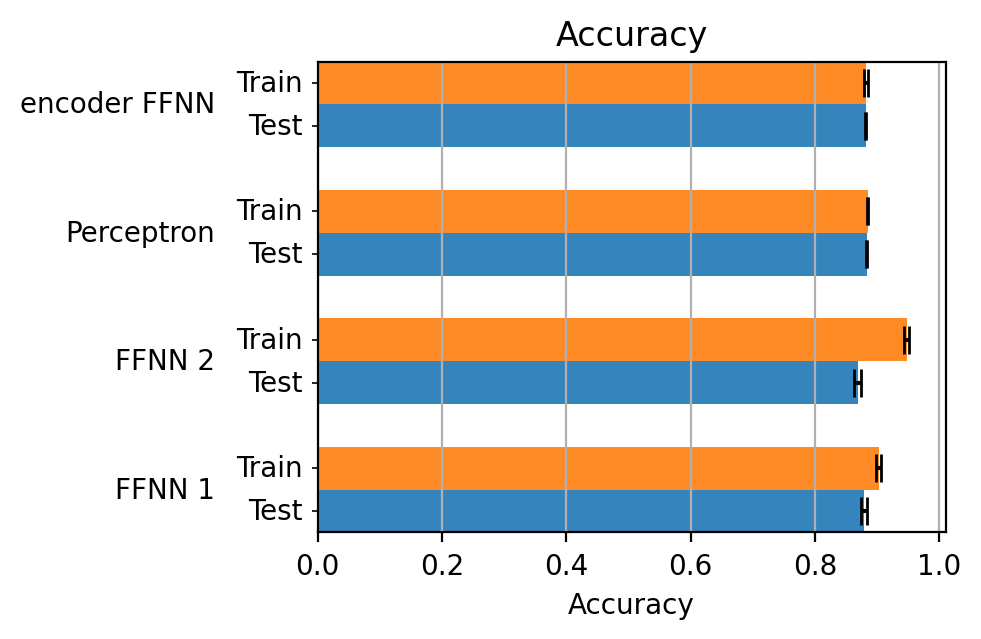 Accuracy
encoder FFNN
Train
Test
Perceptron
Train
Test
FFNN 2
Train
Test
FFNN 1
Train
Test
0.0 0.2 0.4 0.6 0.8 1.0
Accuracy